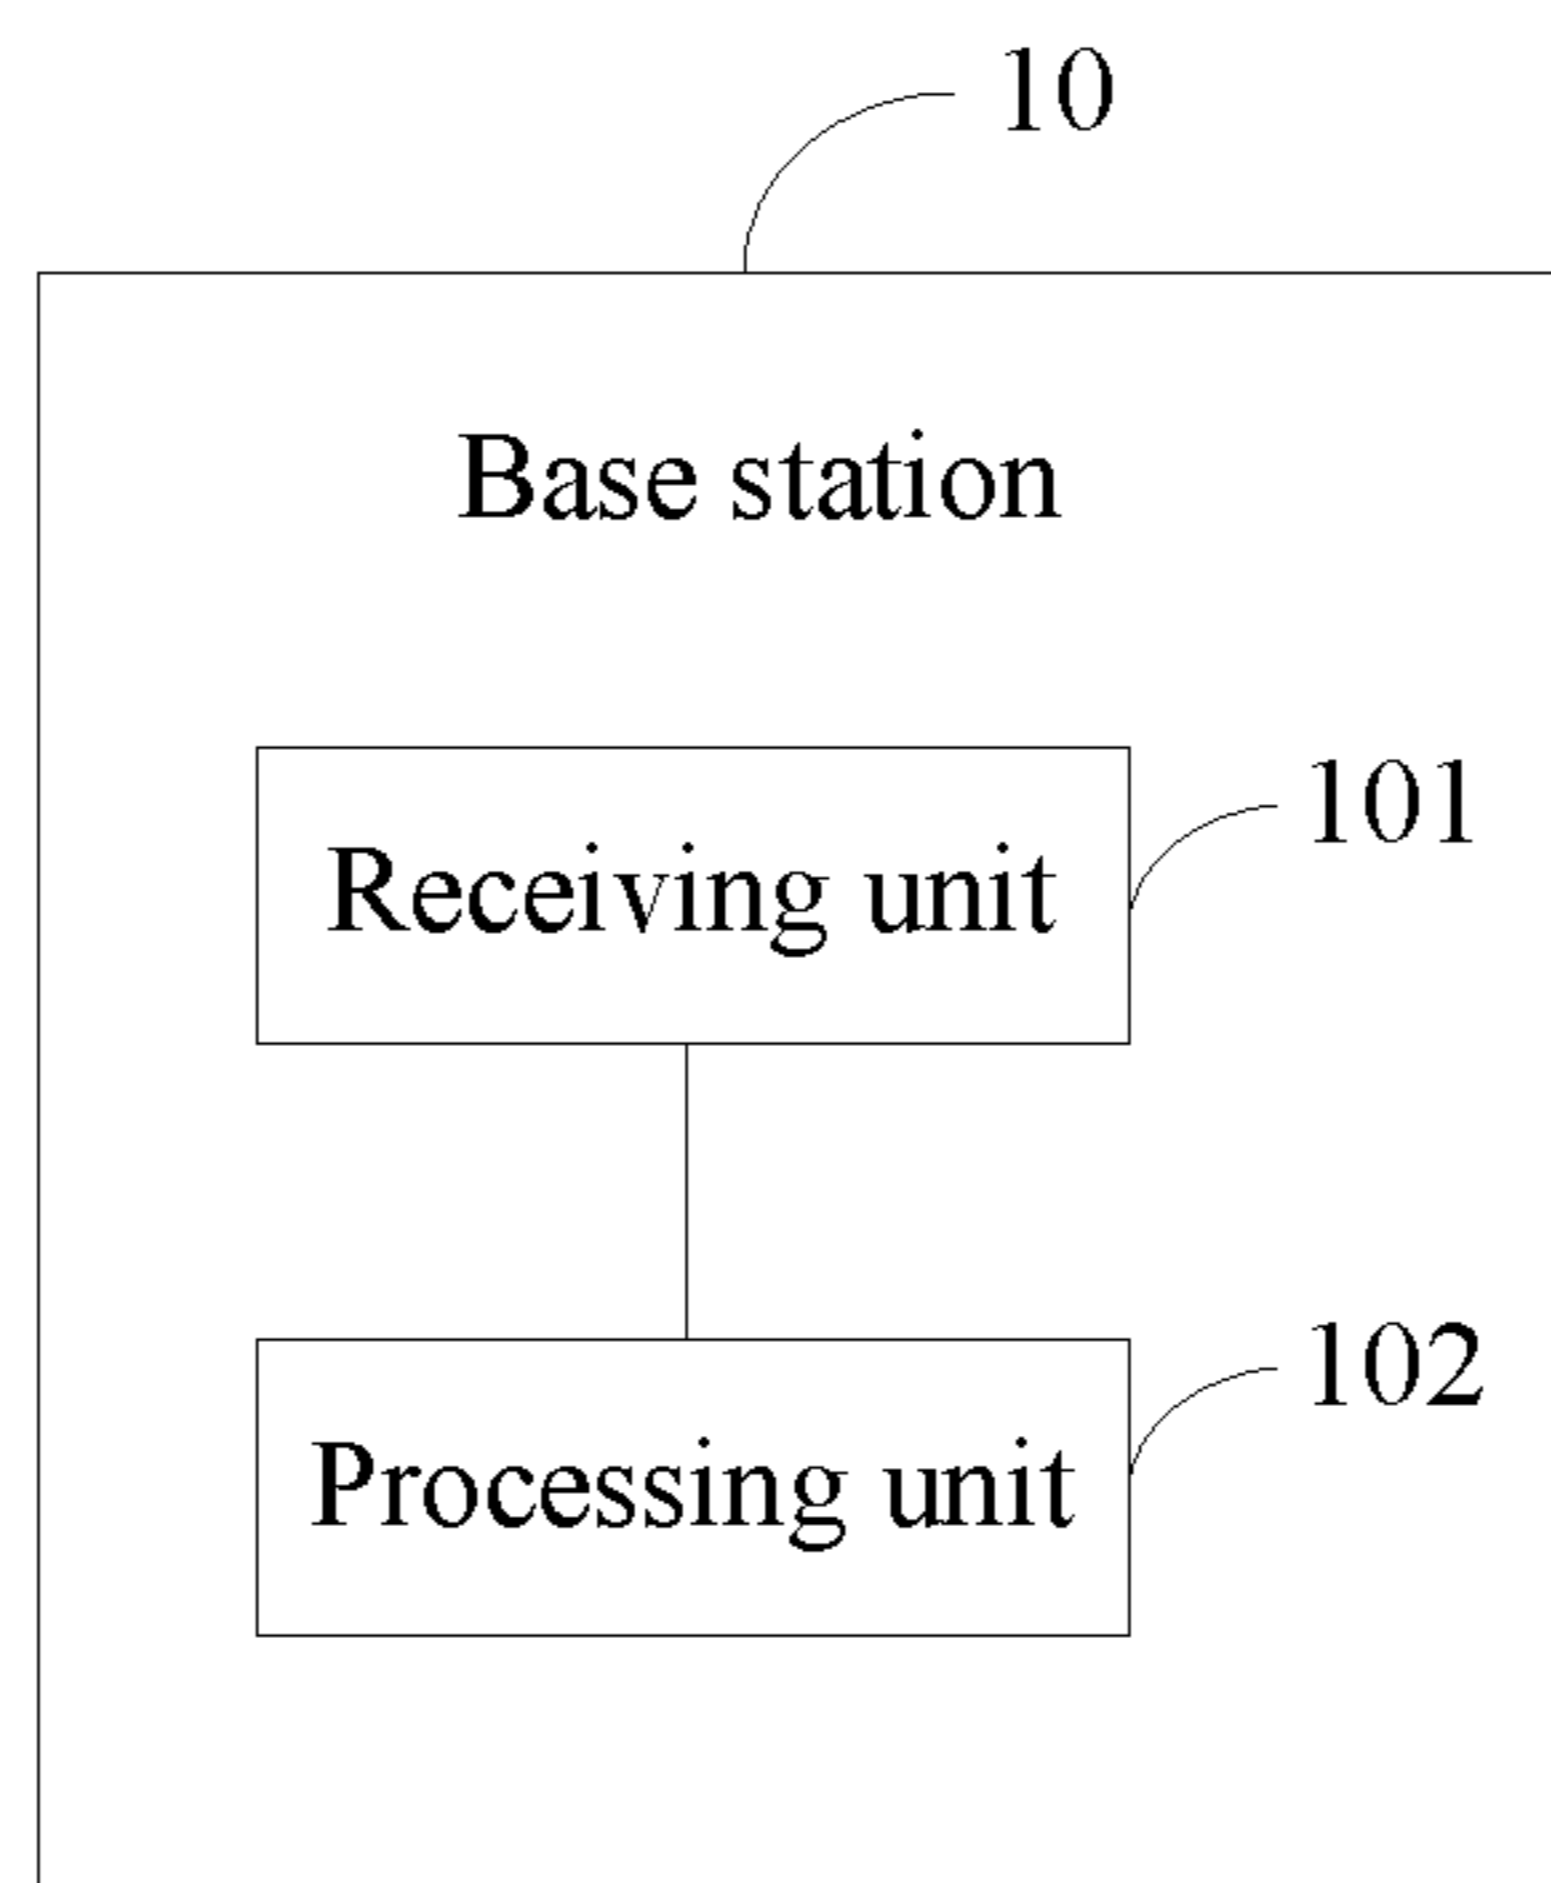 10
Base station
101
Receiving unit
102
Processing unit